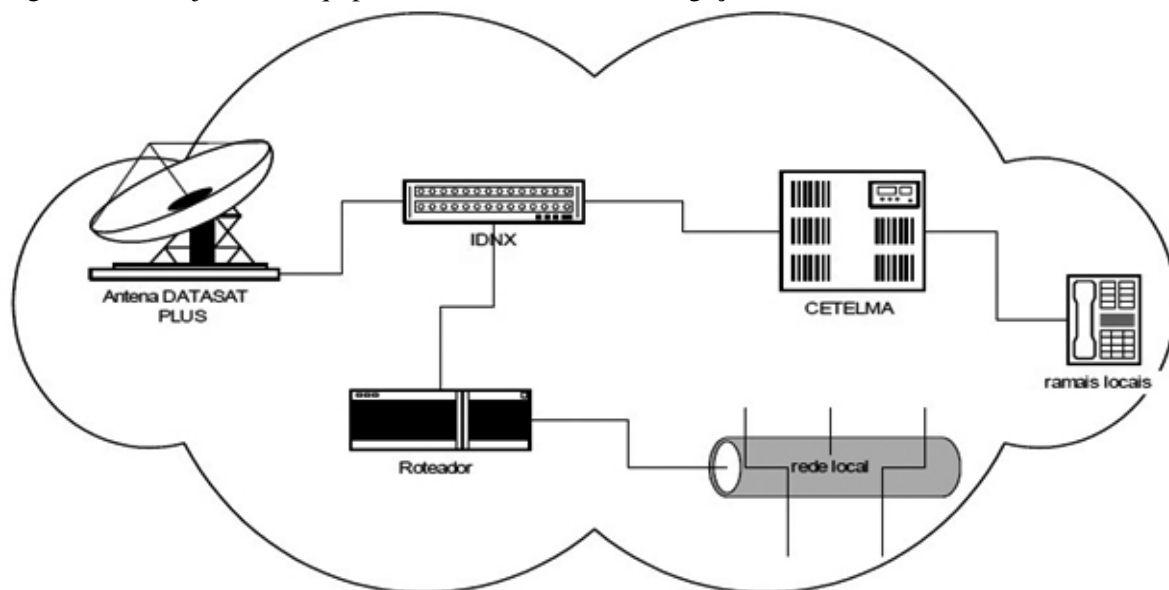 IDNX
Antena DATASAT
PLUS
CETELMA
ramais locais
Roteador
rede local